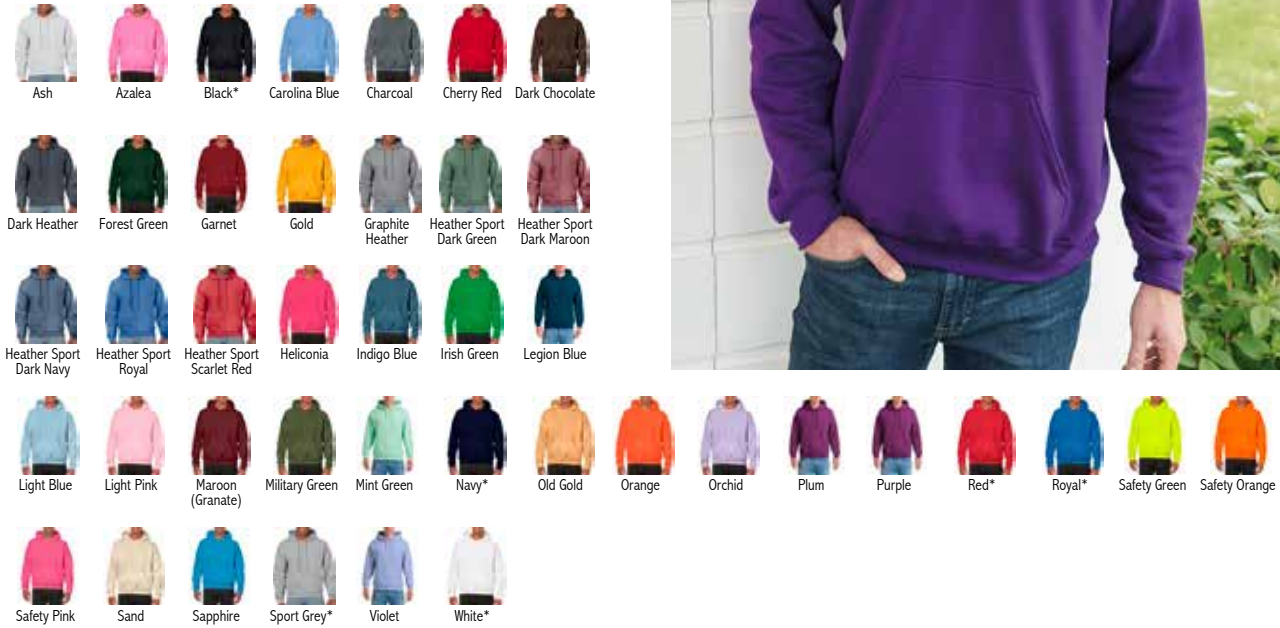 Ash
Azalea
Black*
Carolina Blue
Charcoal
Cherry Red
Dark Chocolate
Dark Heather
Forest Green
Garnet
Gold
Graphite
Heather
Heather Sport
Dark Green
Heather Sport
Dark Maroon
Heather Sport
Dark Navy
Heather Sport
Royal
Heather Sport
Scarlet Red
Heliconia
Indigo Blue
Irish Green
Legion Blue
Light Blue
Light Pink
Maroon
(Granate)
Military Green
Mint Green
Navy*
Old Gold
Orange
Orchid
Plum
Purple
Red*
Royal*
Safety Green
Safety Orange
Safety Pink
Sand
Sapphire
Sport Grey*
Violet
White*